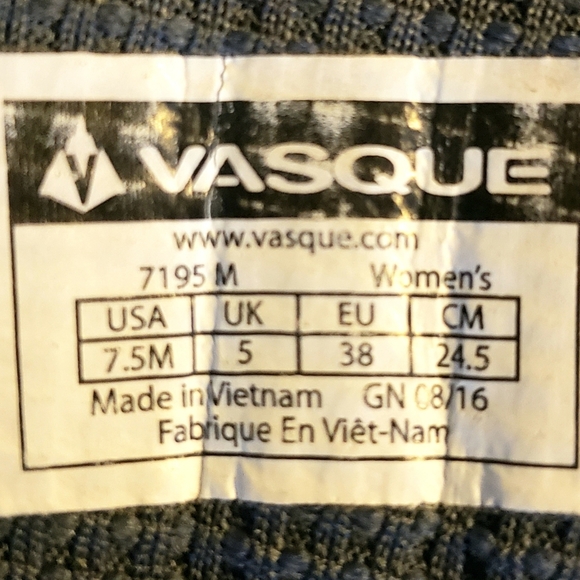 VASQUE
www.vasque.com
7195 M Women's
USA UK EU CM
7.5M 5 38 24.5
Made in Vietnam GN 08/16
Fabrique En Viêt-Nam